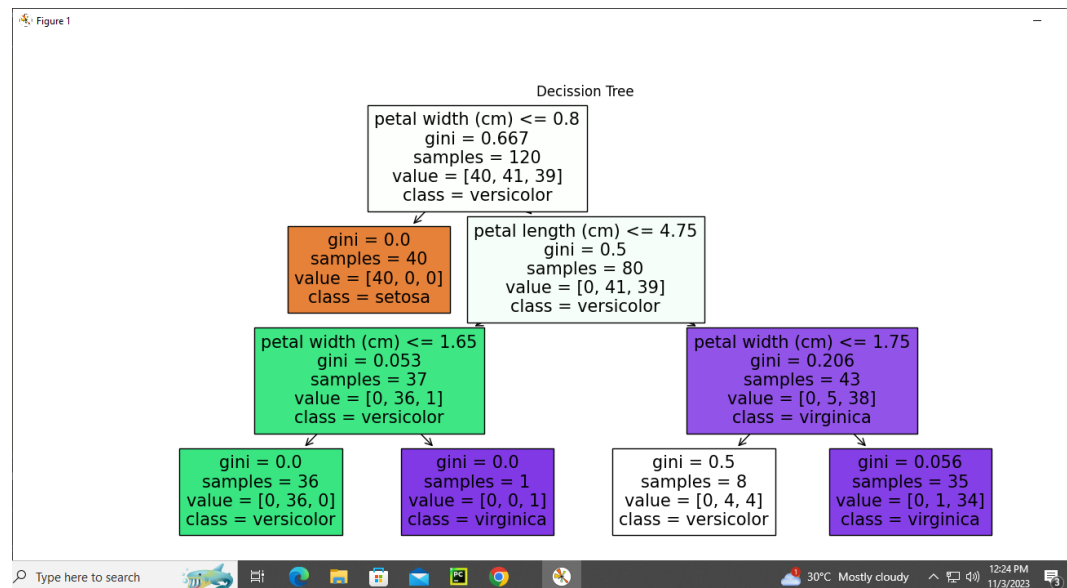 Figure 1
Decission Tree
petal width (cm) <= 0.8
gini = 0.667
samples = 120
value = [40, 41, 39]
class = versicolor
gini = 0.0
samples = 40
value = [40, 0, 0]
class = setosa
petal length (cm) <= 4.75
gini = 0.5
samples = 80
value = [0, 41, 39]
class = versicolor
petal width (cm) <= 1.65
gini = 0.053
samples = 37
value = [0, 36, 1]
class = versicolor
petal width (cm) <= 1.75
gini = 0.206
samples = 43
value = [0, 5, 38]
class = virginica
gini = 0.0
samples = 36
value = [0, 36, 0]
class = versicolor
gini = 0.0
samples = 1
value = [0, 0, 1]
class = virginica
gini = 0.5
samples = 8
value = [0, 4, 4]
class = versicolor
gini = 0.056
samples = 35
value = [0, 1, 34]
class = virginica
Type here to search
PC
1
30°C Mostly cloudy
12:24 PM
11/3/2023
3